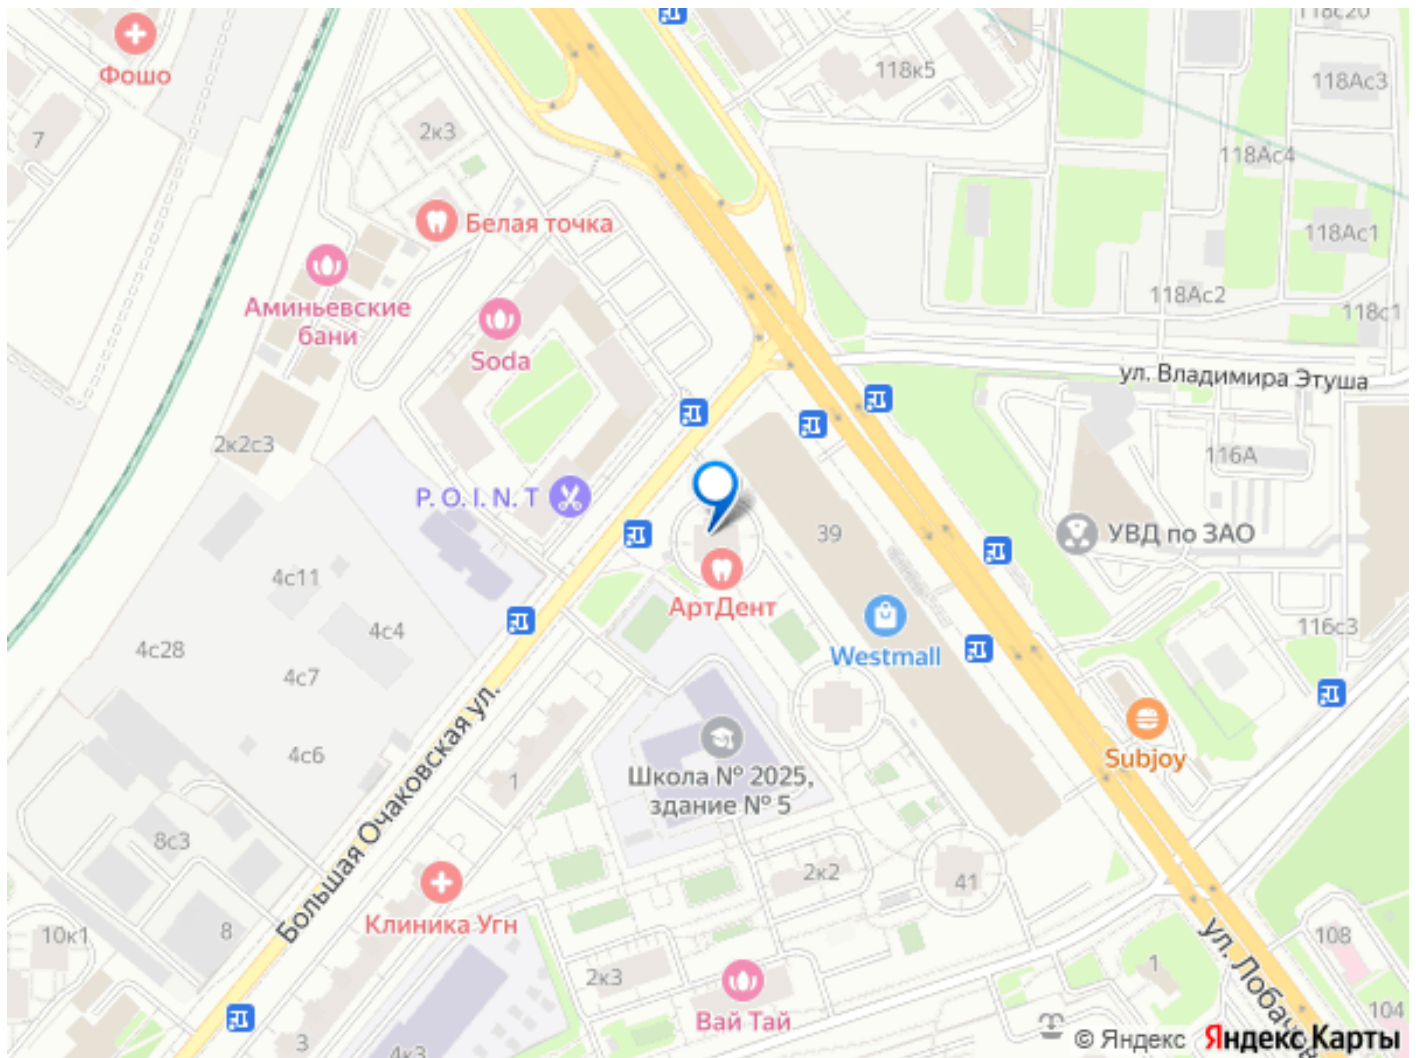 118с20
Фошо
118к5
118Ас3
2к3
7
118Ас4
Белая точка
118Ас1
Аминьевские
бани
118Ас2
118с1
Soda
ул. Владимира Этуша
2к2с3
116А
P. O. I. N. T
39
УВД по ЗАО
4с11
АртДент
4с4
116с3
4с28
Westmall
4с7
Большая Очаковская ул.
4с6
Subjoy
1
Школа № 2025,
здание № 5
8с3
2к2
41
Клиника Угн
10к1
8
108
ул. Лобаче
1
2к3
104
Вай Тай
3
4к3
© Яндекс Яндекс Карты